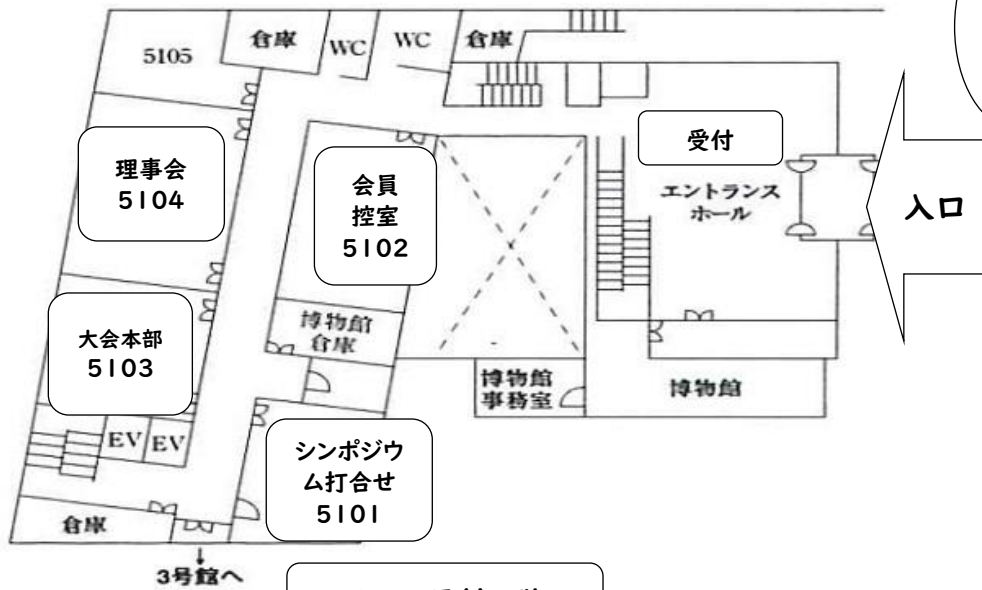 倉庫
WC
WC
倉庫
5105
受付
理事会
5104
会員
控室
5102
エントランス
ホール
入口
大会本部
5103
博物館
倉庫
博物館
事務室
博物館
EV
EV
シンポジウ
ム打合せ
5101
倉庫
↓
3号館へ